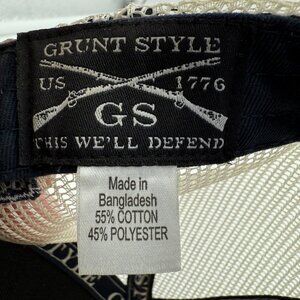 GRUNT STYLE
US 1776
GS
THIS WE'LL DEFEND
Made in
Bangladesh
55% COTTON
45% POLYESTER